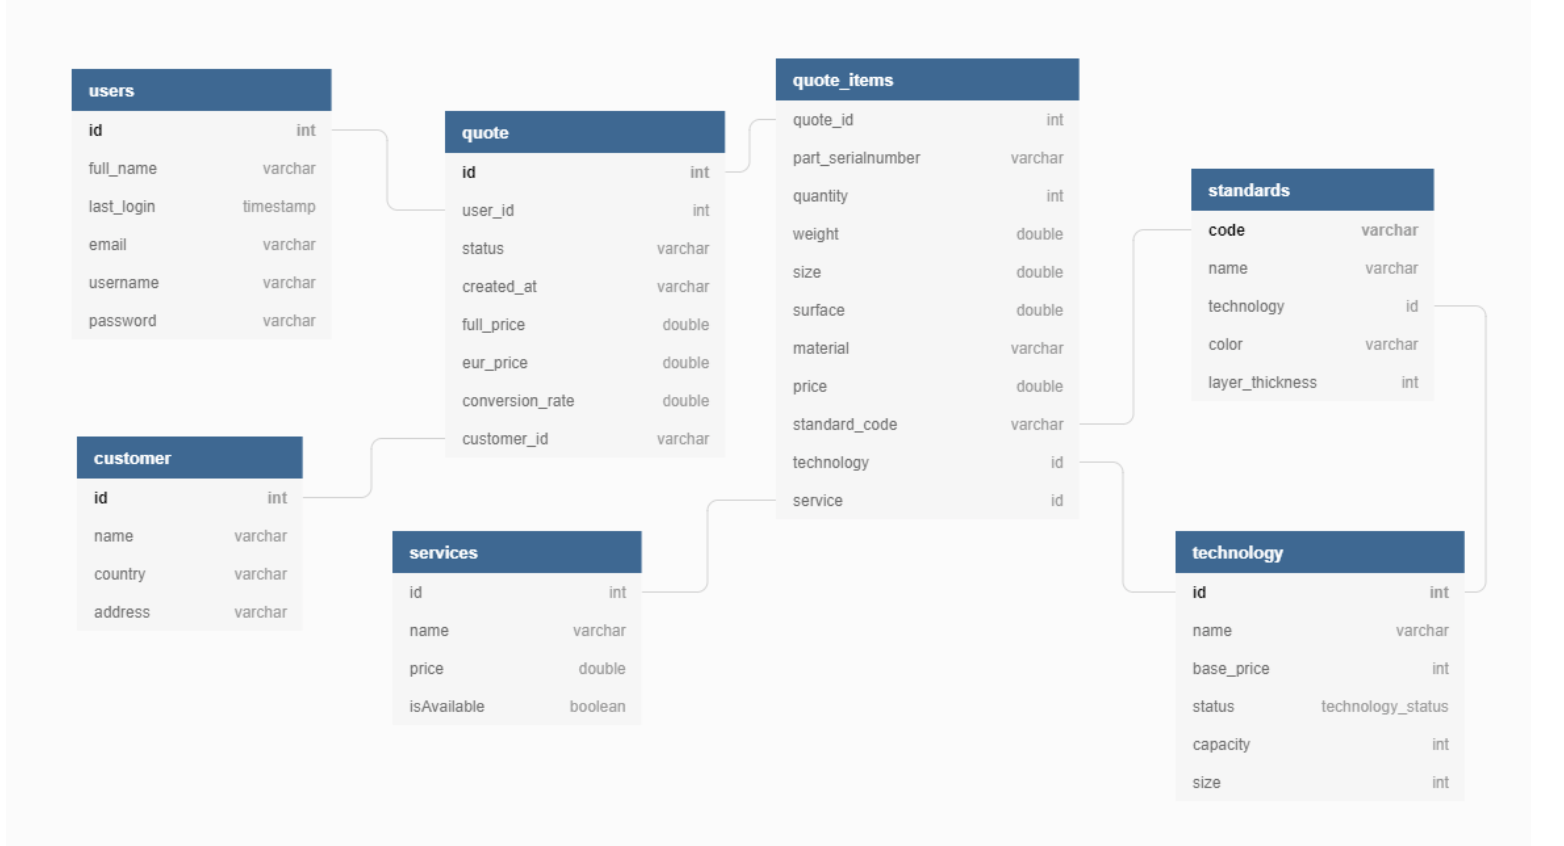 users
id int
full_name varchar
last_login timestamp
email varchar
username varchar
password varchar
quote
id int
user_id int
status varchar
created_at varchar
full_price double
eur_price double
conversion_rate double
customer_id varchar
quote_items
quote_id int
part_serialnumber varchar
quantity int
weight double
size double
surface double
material varchar
price double
standard_code varchar
technology id
service id
standards
code varchar
name varchar
technology id
color varchar
layer_thickness int
customer
id int
name varchar
country varchar
address varchar
services
id int
name varchar
price double
isAvailable boolean
technology
id int
name varchar
base_price int
status technology_status
capacity int
size int